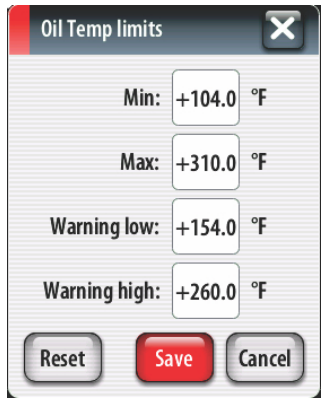 Oil Temp limits
Min: +104.0 °F
Max: +310.0 °F
Warning low: +154.0 °F
Warning high: +260.0 °F
Reset Save Cancel